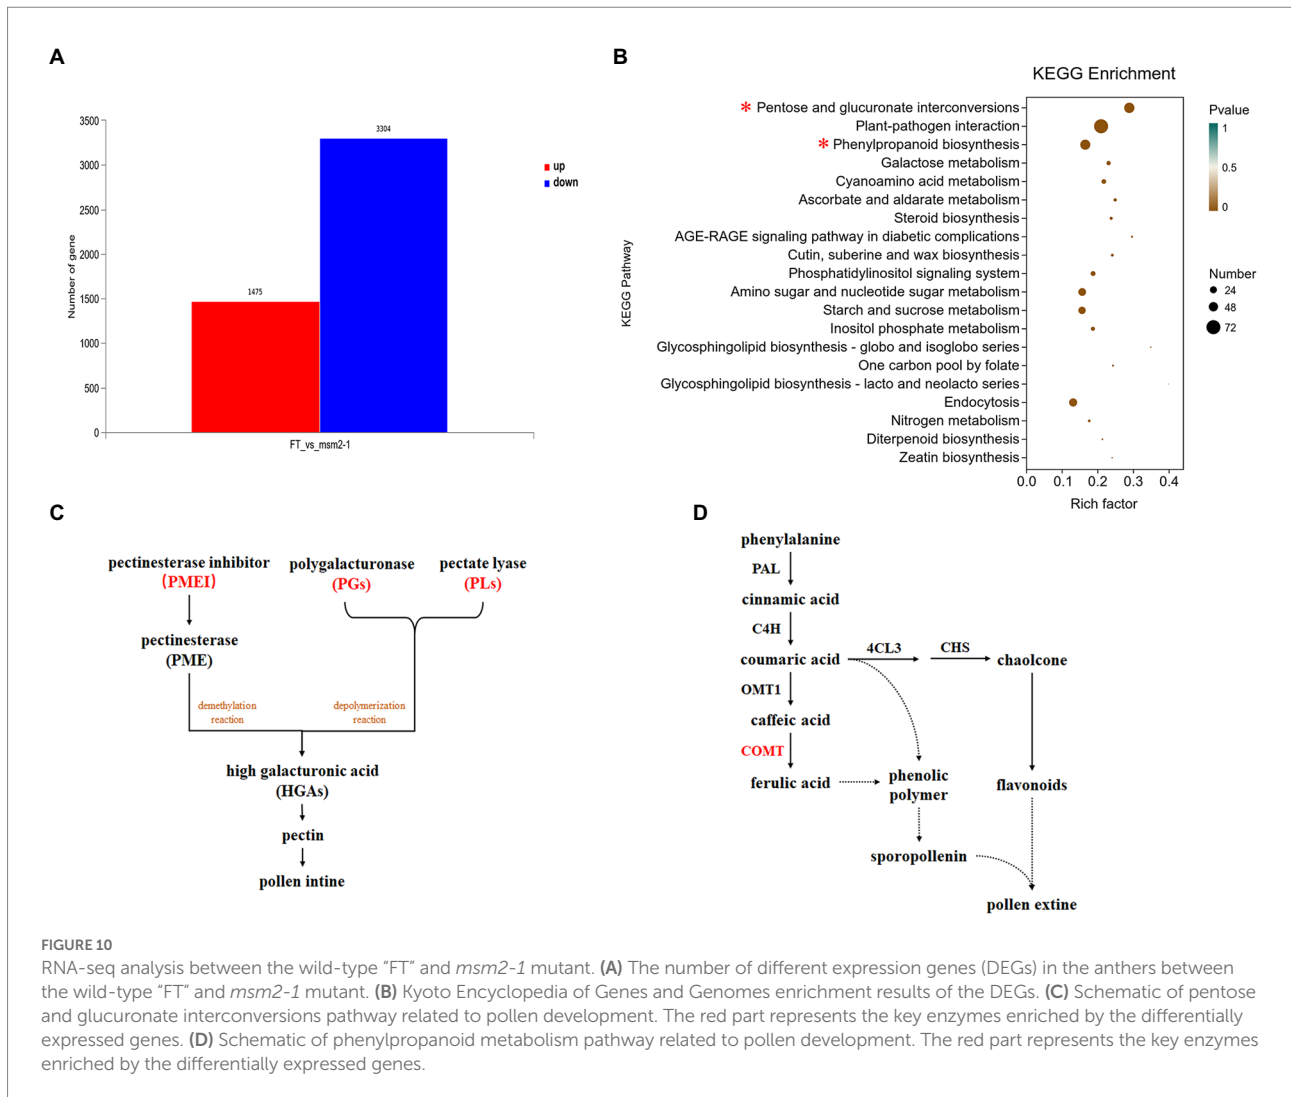 A
3500
3000
2500
2000
1500
1000
500
0
Number of gene
1475
3304
up
down
FT_vs_msm2-1
B
KEGG Enrichment
KEGG Pathway
* Pentose and glucuronate interconversions
Plant-pathogen interaction
* Phenylpropanoid biosynthesis
Galactose metabolism
Cyanoamino acid metabolism
Ascorbate and aldarate metabolism
Steroid biosynthesis
AGE-RAGE signaling pathway in diabetic complications
Cutin, suberine and wax biosynthesis
Phosphatidylinositol signaling system
Amino sugar and nucleotide sugar metabolism
Starch and sucrose metabolism
Inositol phosphate metabolism
Glycosphingolipid biosynthesis - globo and isoglobo series
One carbon pool by folate
Glycosphingolipid biosynthesis - lacto and neolacto series
Endocytosis
Nitrogen metabolism
Diterpenoid biosynthesis
Zeatin biosynthesis
0.0 0.1 0.2 0.3 0.4
Rich factor
Pvalue
1
0.5
0
Number
24
48
72
C
pectinesterase inhibitor
(PMEI)
polygalacturonase
(PGs)
pectate lyase
(PLs)
pectinesterase
(PME)
demethylation
reaction
depolymerization
reaction
high galacturonic acid
(HGAs)
pectin
pollen intine
D
phenylalanine
PAL
cinnamic acid
C4H
coumaric acid
4CL3
CHS
chaolcone
OMT1
caffeic acid
COMT
ferulic acid
phenolic
polymer
flavonoids
sporopollenin
pollen extine
FIGURE 10
RNA-seq analysis between the wild-type “FT” and msm2-1 mutant. (A) The number of different expression genes (DEGs) in the anthers between
the wild-type “FT” and msm2-1 mutant. (B) Kyoto Encyclopedia of Genes and Genomes enrichment results of the DEGs. (C) Schematic of pentose
and glucuronate interconversions pathway related to pollen development. The red part represents the key enzymes enriched by the differentially
expressed genes. (D) Schematic of phenylpropanoid metabolism pathway related to pollen development. The red part represents the key enzymes
enriched by the differentially expressed genes.